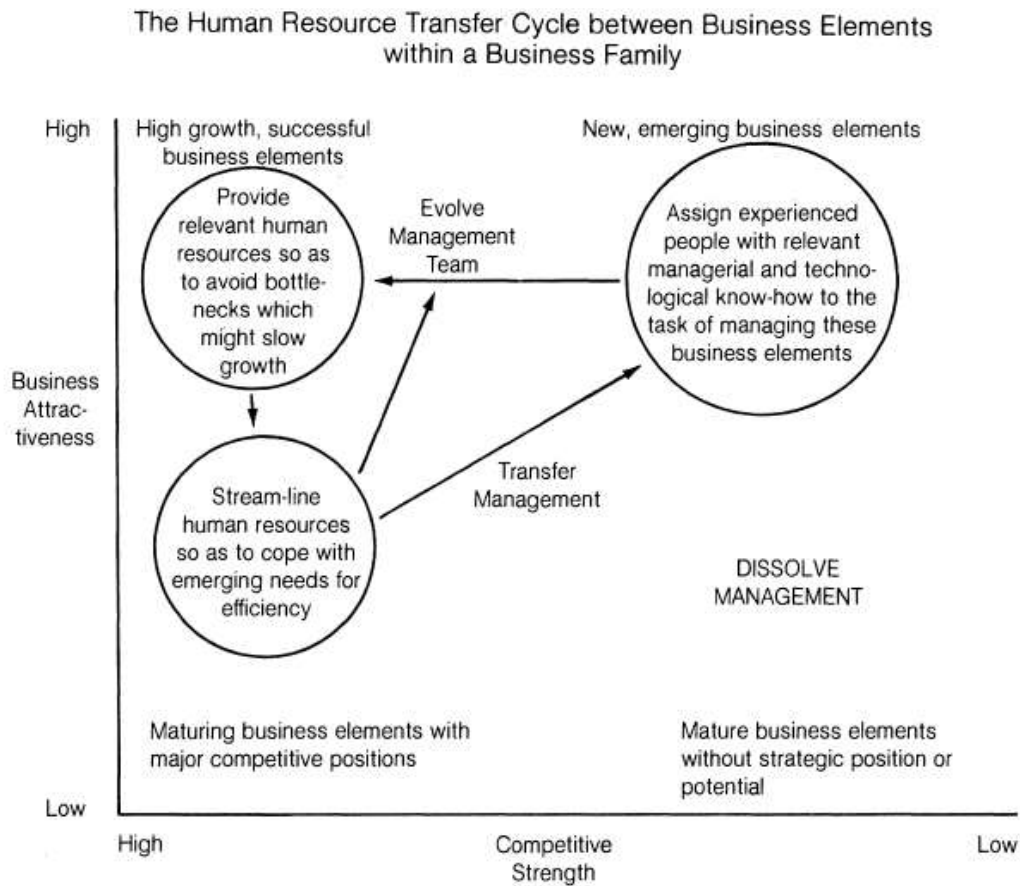 The Human Resource Transfer Cycle between Business Elements
within a Business Family
High
High growth, successful
business elements
New, emerging business elements
Provide
relevant human
resources so as
to avoid bottle-
necks which
might slow
growth
Evolve
Management
Team
Assign experienced
people with relevant
managerial and techno-
logical know-how to the
task of managing these
business elements
Business
Attrac-
tiveness
Stream-line
human resources
so as to cope with
emerging needs for
efficiency
Transfer
Management
DISSOLVE
MANAGEMENT
Maturing business elements with
major competitive positions
Mature business elements
without strategic position or
potential
Low
High
Competitive
Strength
Low